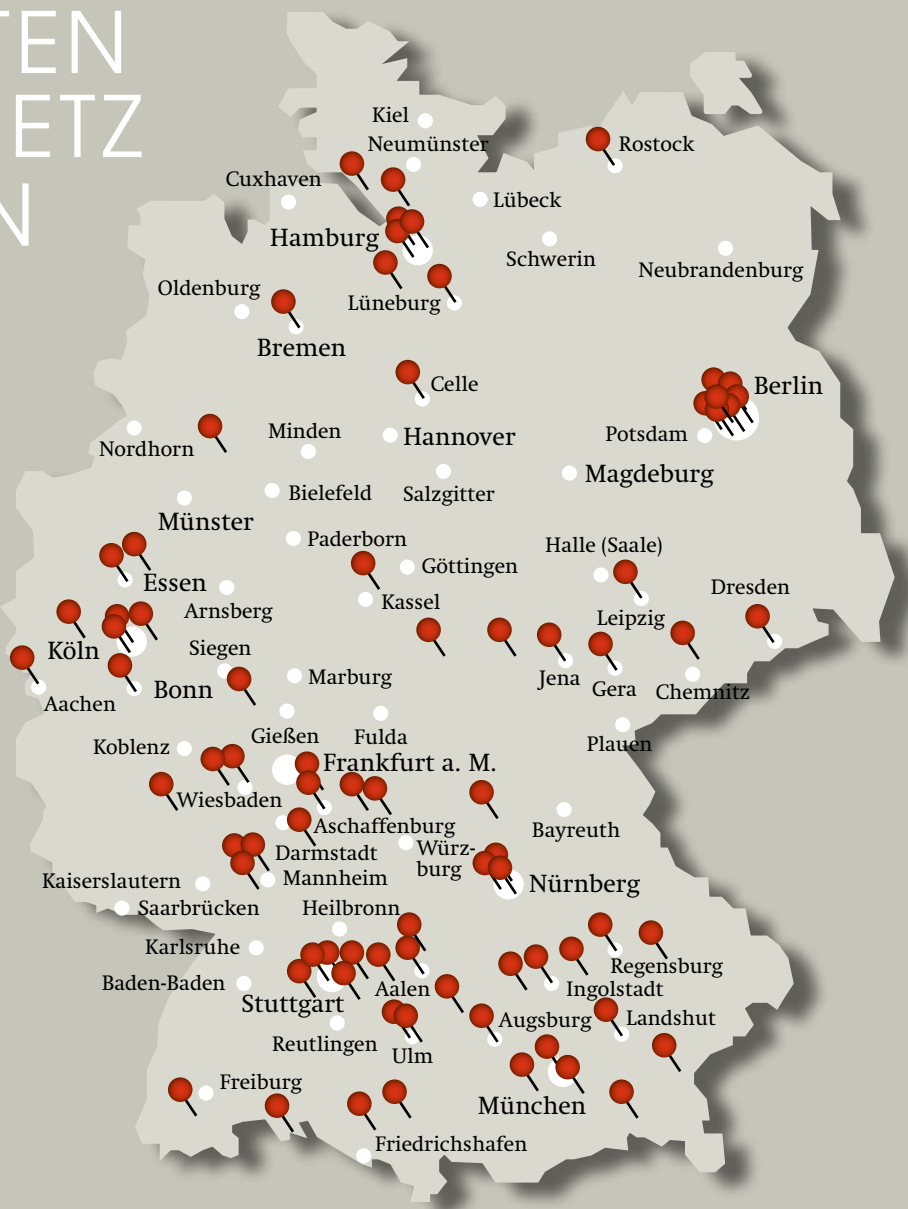 TEN
ETZ
N
Kiel
Neumünster
Rostock
Cuxhaven
Lübeck
Hamburg
Schwerin
Neubrandenburg
Oldenburg
Lüneburg
Bremen
Celle
Berlin
Nordhorn
Minden
Hannover
Potsdam
Bielefeld
Salzgitter
Magdeburg
Münster
Paderborn
Göttingen
Halle (Saale)
Essen
Arnsberg
Kassel
Leipzig
Dresden
Köln
Siegen
Marburg
Jena
Gera
Chemnitz
Aachen
Bonn
Koblenz
Gießen
Fulda
Plauen
Frankfurt a. M.
Wiesbaden
Aschaffenburg
Bayreuth
Darmstadt
Würz-
burg
Kaiserslautern
Mannheim
Nürnberg
Saarbrücken
Heilbronn
Karlsruhe
Regensburg
Baden-Baden
Stuttgart
Aalen
Ingolstadt
Augsburg
Landshut
Reutlingen
Ulm
Freiburg
München
Friedrichshafen